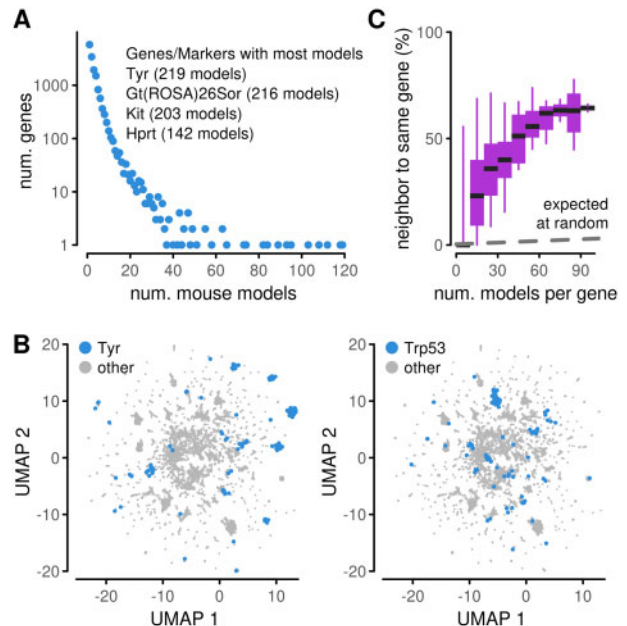 A
num. genes
1000
100
10
1
Genes/Markers with most models
Tyr (219 models)
Gt(ROSA)26Sor (216 models)
Kit (203 models)
Hprt (142 models)
0 20 40 60 80 100 120
num. mouse models
C
neighbor to same gene (%)
100
50
0
expected
at random
0 30 60 90
num. models per gene
B
Tyr
other
UMAP 2
20
10
0
-10
-20
-20 -10 0 10
UMAP 1
Trp53
other
UMAP 2
20
10
0
-10
-20
-20 -10 0 10
UMAP 1